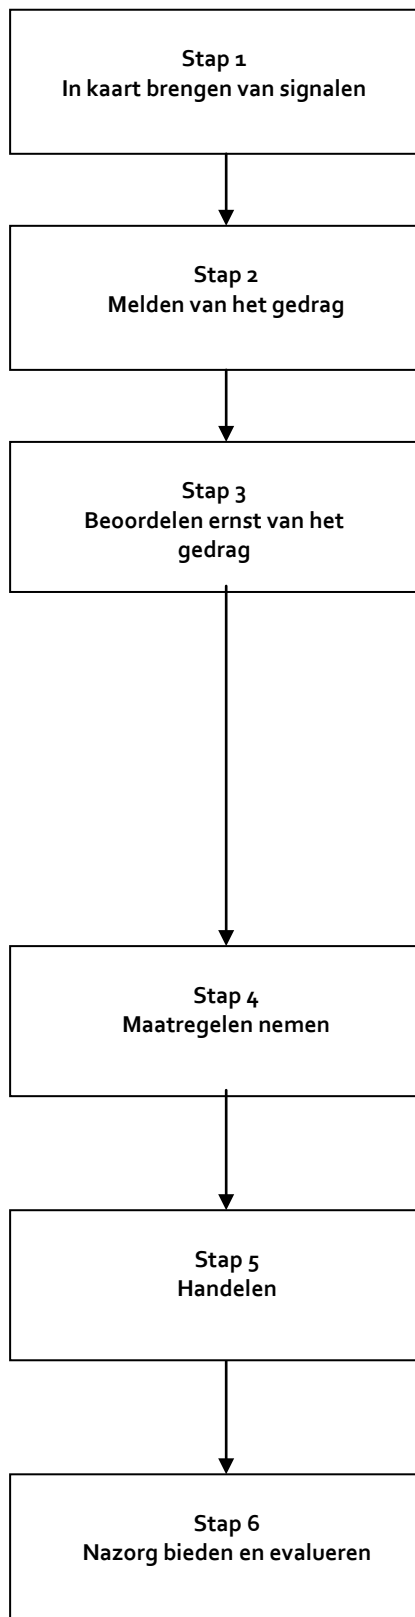 Stap 1
In kaart brengen van signalen
Stap 2
Melden van het gedrag
Stap 3
Beoordelen ernst van het
gedrag
Stap 4
Maatregelen nemen
Stap 5
Handelen
Stap 6
Nazorg bieden en evalueren